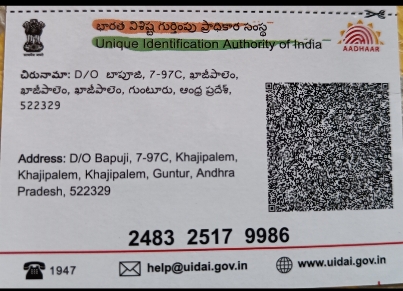 భారత విశిష్ట గుర్తింపు ప్రాధికార సంస్థ
Unique Identification Authority of India
AADHAAR
చిరునామా: D/O బాపూజి, 7-97C, ఖాజీపాలెం,
ఖాజీపాలెం, ఖాజీపాలెం, గుంటూరు, ఆంధ్ర ప్రదేశ్,
522329
Address: D/O Bapuji, 7-97C, Khajipalem,
Khajipalem, Khajipalem, Guntur, Andhra
Pradesh, 522329
2483 2517 9986
1947 help@uidai.gov.in www.uidai.gov.in